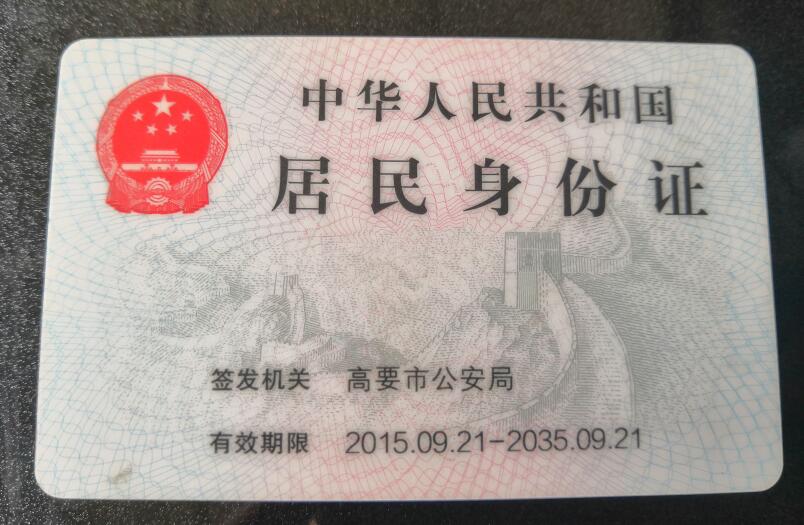 中华人民共和国
居民身份证
签发机关 高要市公安局
有效期限 2015.09.21-2035.09.21